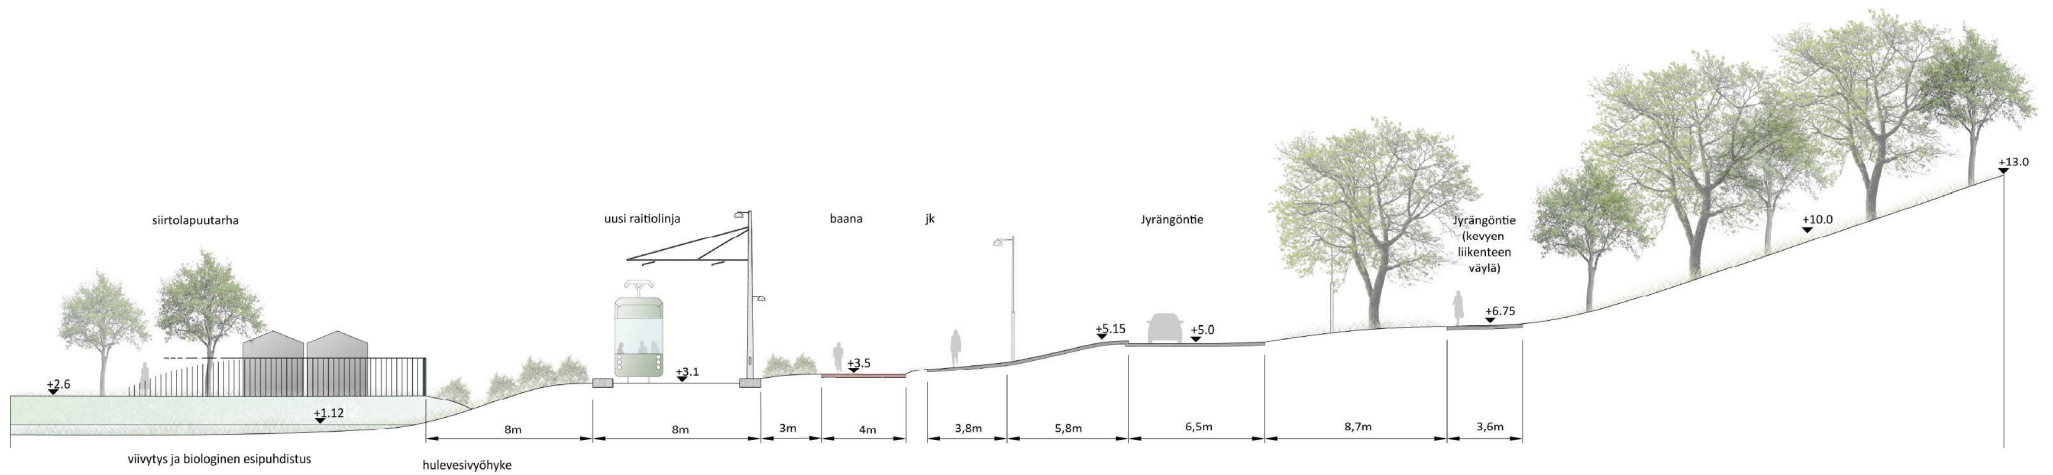 siirtolapuutarha
uusi raitiolinja
baana
jk
Jyrängöntie
Jyrängöntie
(kevyen
liikenteen
väylä)
+13.0
+10.0
+6.75
+5.15
+5.0
+3.5
+3.1
+2.6
+1.12
8m
8m
3m
4m
3,8m
5,8m
6,5m
8,7m
3,6m
viivytys ja biologinen esipuhdistus
hulevesivyöhyke